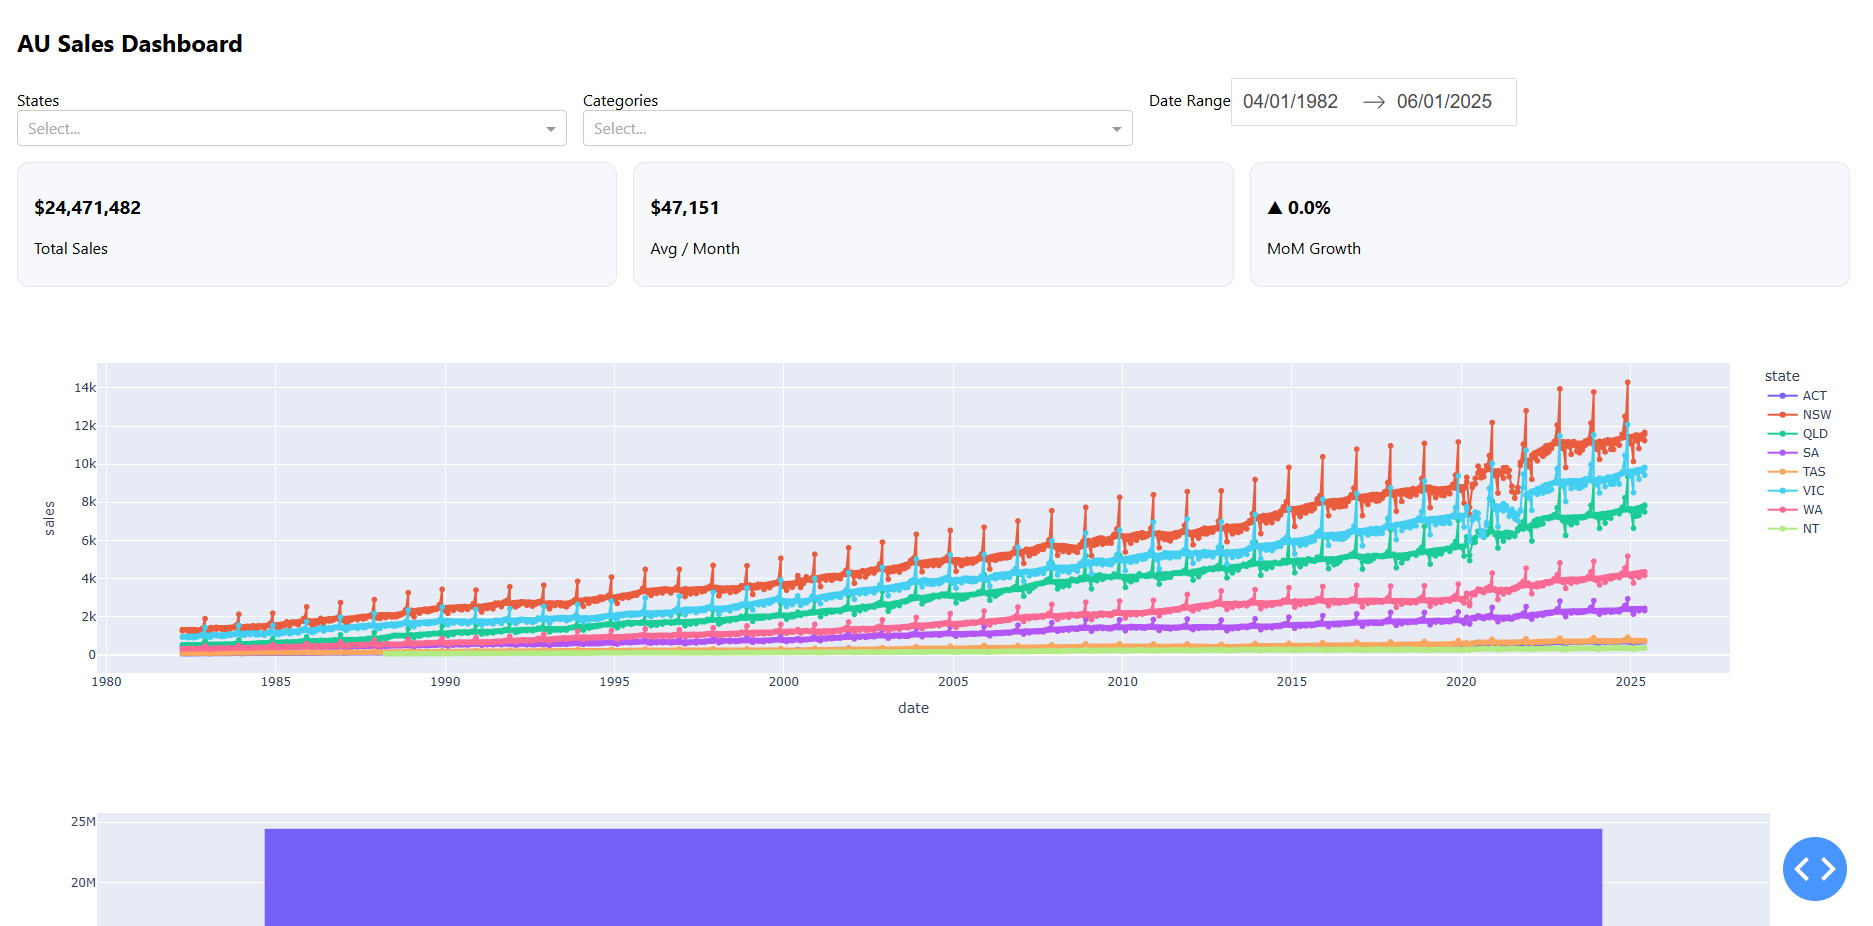 AU Sales Dashboard
States
Select...
Categories
Select...
Date Range
04/01/1982 → 06/01/2025
$24,471,482
Total Sales
$47,151
Avg / Month
▲ 0.0%
MoM Growth
14k
12k
10k
8k
6k
4k
2k
0
sales
1980 1985 1990 1995 2000 2005 2010 2015 2020 2025
date
state
ACT
NSW
QLD
SA
TAS
VIC
WA
NT
25M
20M